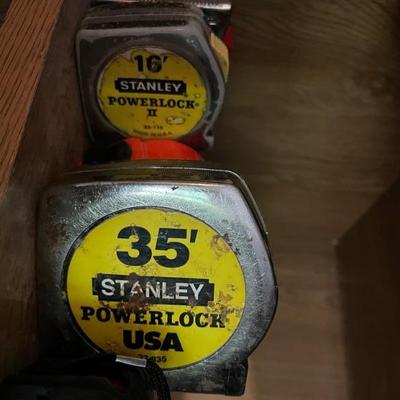 16'
STANLEY
POWERLOCK®
II
35'
STANLEY
POWERLOCK
USA